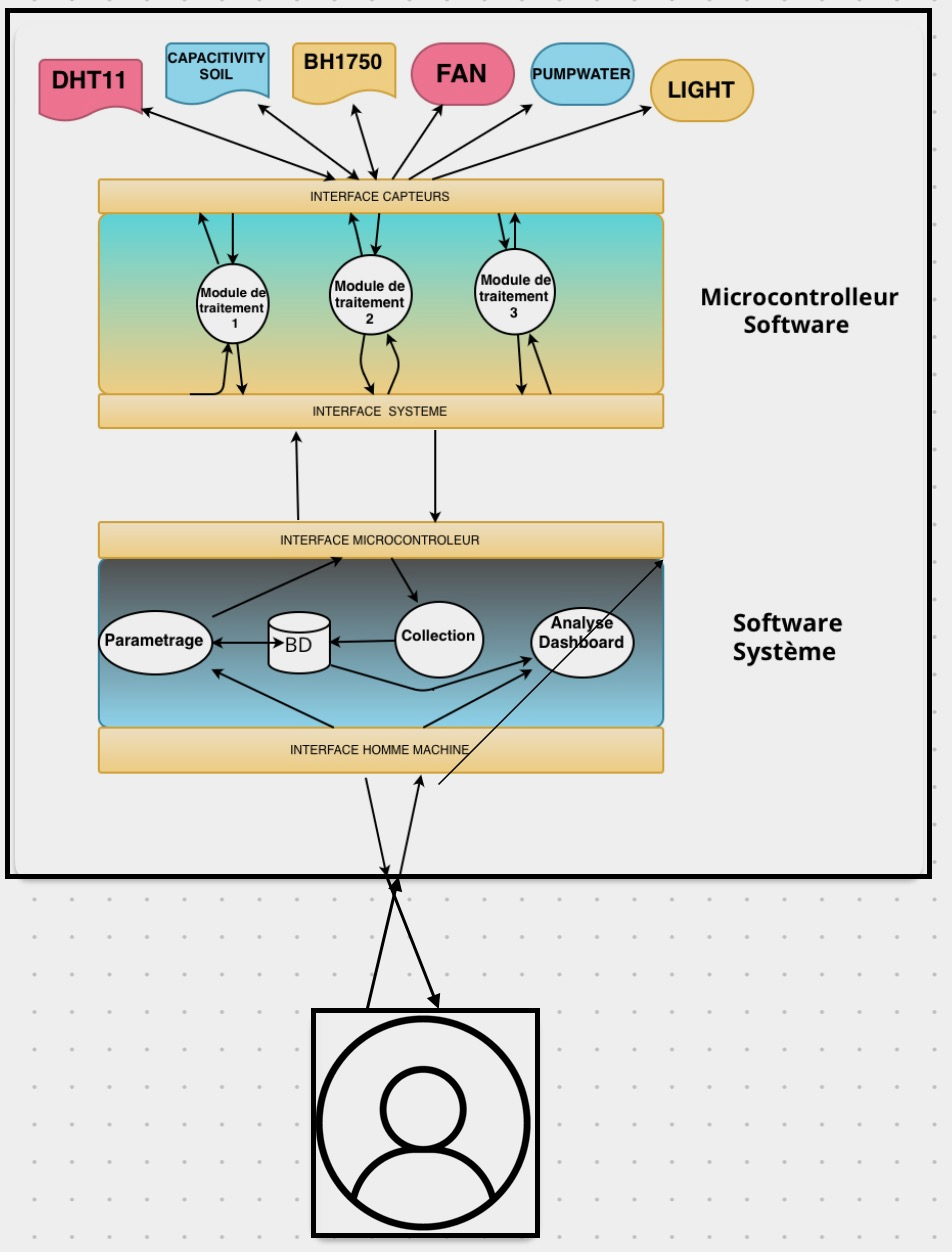 DHT11
CAPACITIVITY
SOIL
BH1750
FAN
PUMPWATER
LIGHT
INTERFACE CAPTEURS
Module de
traitement
1
Module de
traitement
2
Module de
traitement
3
Microcontrolleur
Software
INTERFACE SYSTEME
INTERFACE MICROCONTROLEUR
Parametrage
BD
Collection
Analyse
Dashboard
Software
Système
INTERFACE HOMME MACHINE